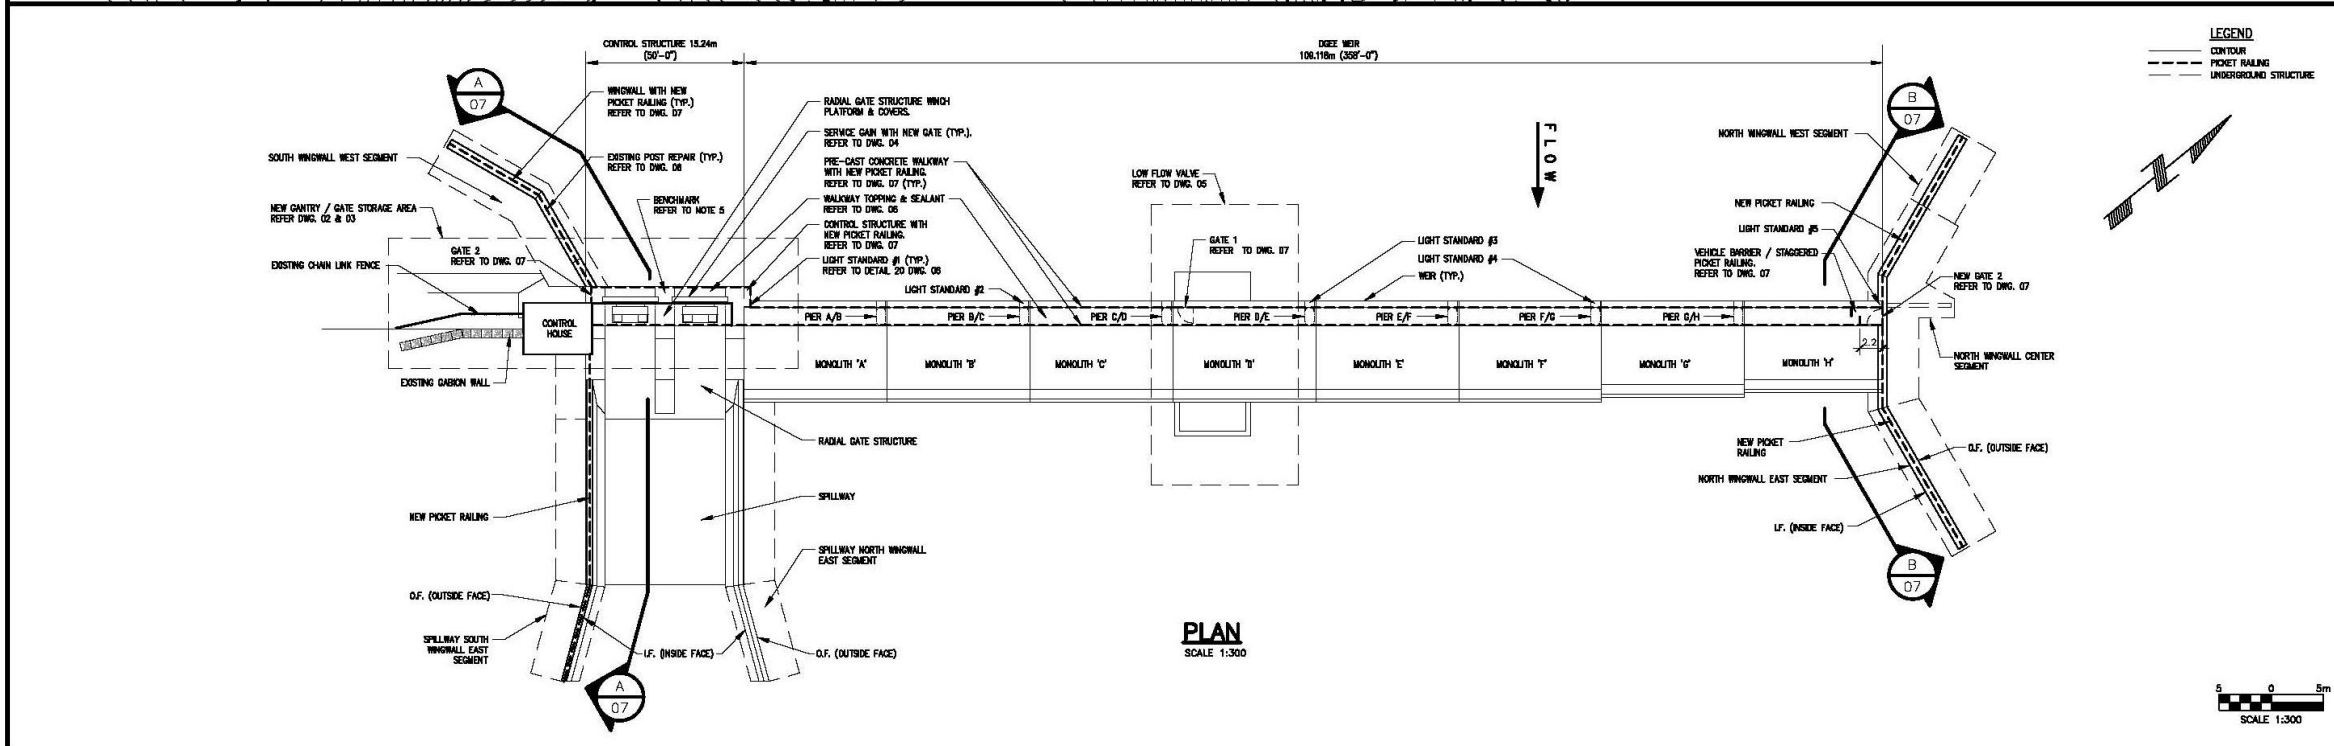 CONTROL STRUCTURE 15.24m
(50'-0")
OGEE WEIR
109.118m (358'-0")
LEGEND
CONTOUR
PICKET RAILING
UNDERGROUND STRUCTURE
A
07
WINGWALL WITH NEW
PICKET RAILING (TYP.)
REFER TO DWG. 07
RADIAL GATE STRUCTURE WINCH
PLATFORM & COVERS.
SERVICE GAIN WITH NEW GATE (TYP.).
REFER TO DWG. 04
PRE-CAST CONCRETE WALKWAY
WITH NEW PICKET RAILING.
REFER TO DWG. 07 (TYP.)
WALKWAY TOPPING & SEALANT
REFER TO DWG. 06
CONTROL STRUCTURE WITH
NEW PICKET RAILING.
REFER TO DWG. 07
LIGHT STANDARD #1 (TYP.)
REFER TO DETAIL 20 DWG. 06
SOUTH WINGWALL WEST SEGMENT
EXISTING POST REPAIR (TYP.)
REFER TO DWG. 08
BENCHMARK
REFER TO NOTE 5
NEW GANTRY / GATE STORAGE AREA
REFER DWG. 02 & 03
GATE 2
REFER TO DWG. 07
EXISTING CHAIN LINK FENCE
LIGHT STANDARD #2
LOW FLOW VALVE
REFER TO DWG. 05
GATE 1
REFER TO DWG. 07
LIGHT STANDARD #3
LIGHT STANDARD #4
WEIR (TYP.)
FLOW
B
07
NORTH WINGWALL WEST SEGMENT
NEW PICKET RAILING
LIGHT STANDARD #5
VEHICLE BARRIER / STAGGERED
PICKET RAILING.
REFER TO DWG. 07
NEW GATE 2
REFER TO DWG. 07
CONTROL
HOUSE
PIER A/B
PIER B/C
PIER C/D
PIER D/E
PIER E/F
PIER F/G
PIER G/H
2.2
MONOLITH 'A'
MONOLITH 'B'
MONOLITH 'C'
MONOLITH 'D'
MONOLITH 'E'
MONOLITH 'F'
MONOLITH 'G'
MONOLITH 'H'
NORTH WINGWALL CENTER
SEGMENT
EXISTING GABION WALL
RADIAL GATE STRUCTURE
NEW PICKET
RAILING
O.F. (OUTSIDE FACE)
NORTH WINGWALL EAST SEGMENT
I.F. (INSIDE FACE)
SPILLWAY
NEW PICKET RAILING
SPILLWAY NORTH WINGWALL
EAST SEGMENT
B
07
O.F. (OUTSIDE FACE)
SPILLWAY SOUTH
WINGWALL EAST
SEGMENT
I.F. (INSIDE FACE)
O.F. (OUTSIDE FACE)
A
07
PLAN
SCALE 1:300
5 0 5m
SCALE 1:300